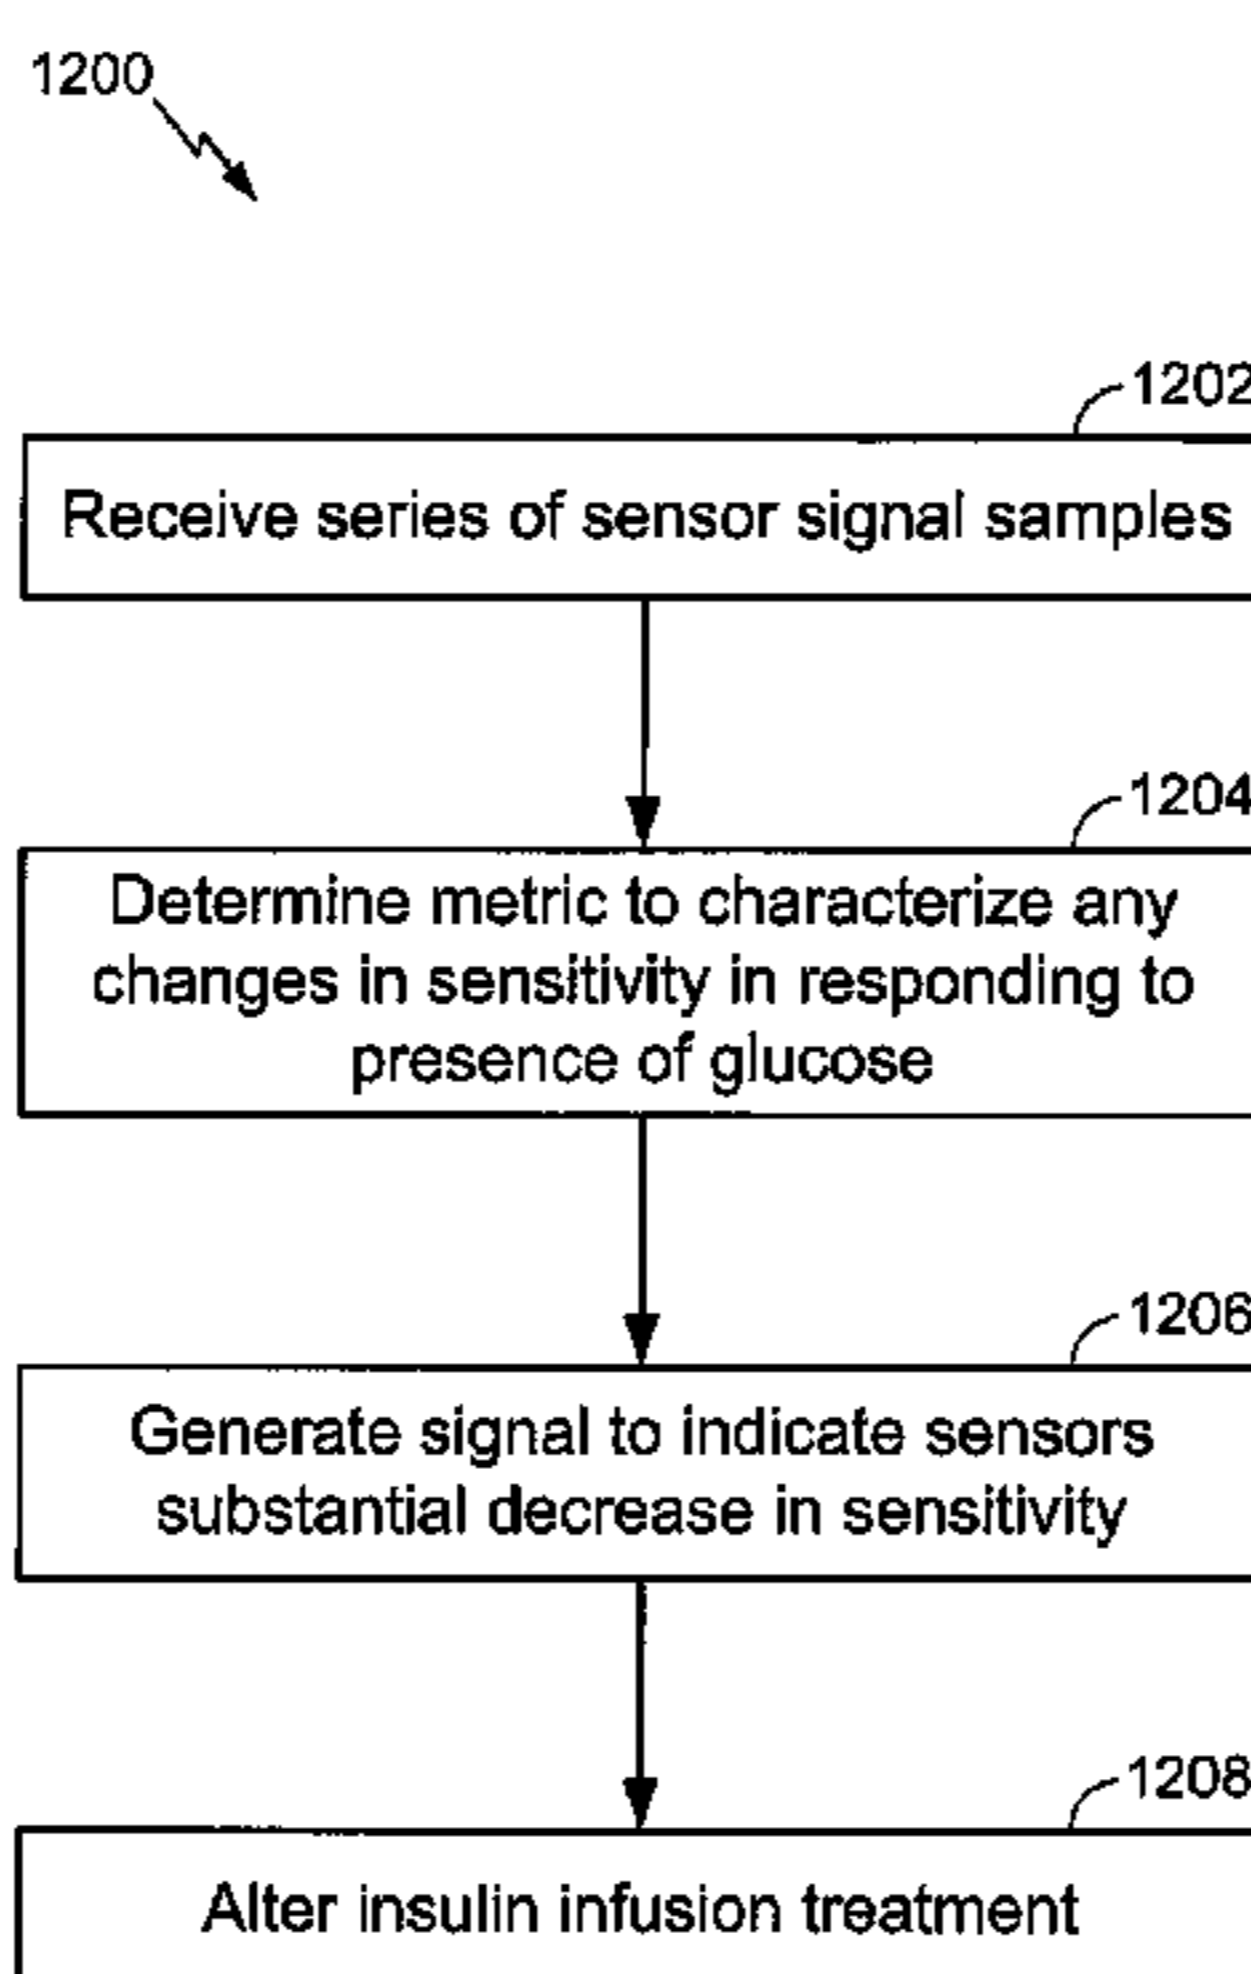 1200
1202
Receive series of sensor signal samples
1204
Determine metric to characterize any
changes in sensitivity in responding to
presence of glucose
1206
Generate signal to indicate sensors
substantial decrease in sensitivity
1208
Alter insulin infusion treatment